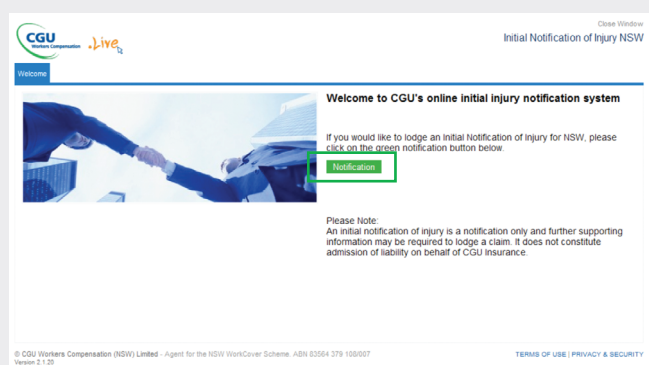 Close Window
CGU
Workers Compensation
.Live
Initial Notification of Injury NSW
Welcome
Welcome to CGU's online initial injury notification system
If you would like to lodge an Initial Notification of Injury for NSW, please
click on the green notification button below.
Notification
Please Note:
An initial notification of injury is a notification only and further supporting
information may be required to lodge a claim. It does not constitute
admission of liability on behalf of CGU Insurance.
© CGU Workers Compensation (NSW) Limited - Agent for the NSW WorkCover Scheme. ABN 83564 379 108/007
TERMS OF USE | PRIVACY & SECURITY
Version 2.1.20